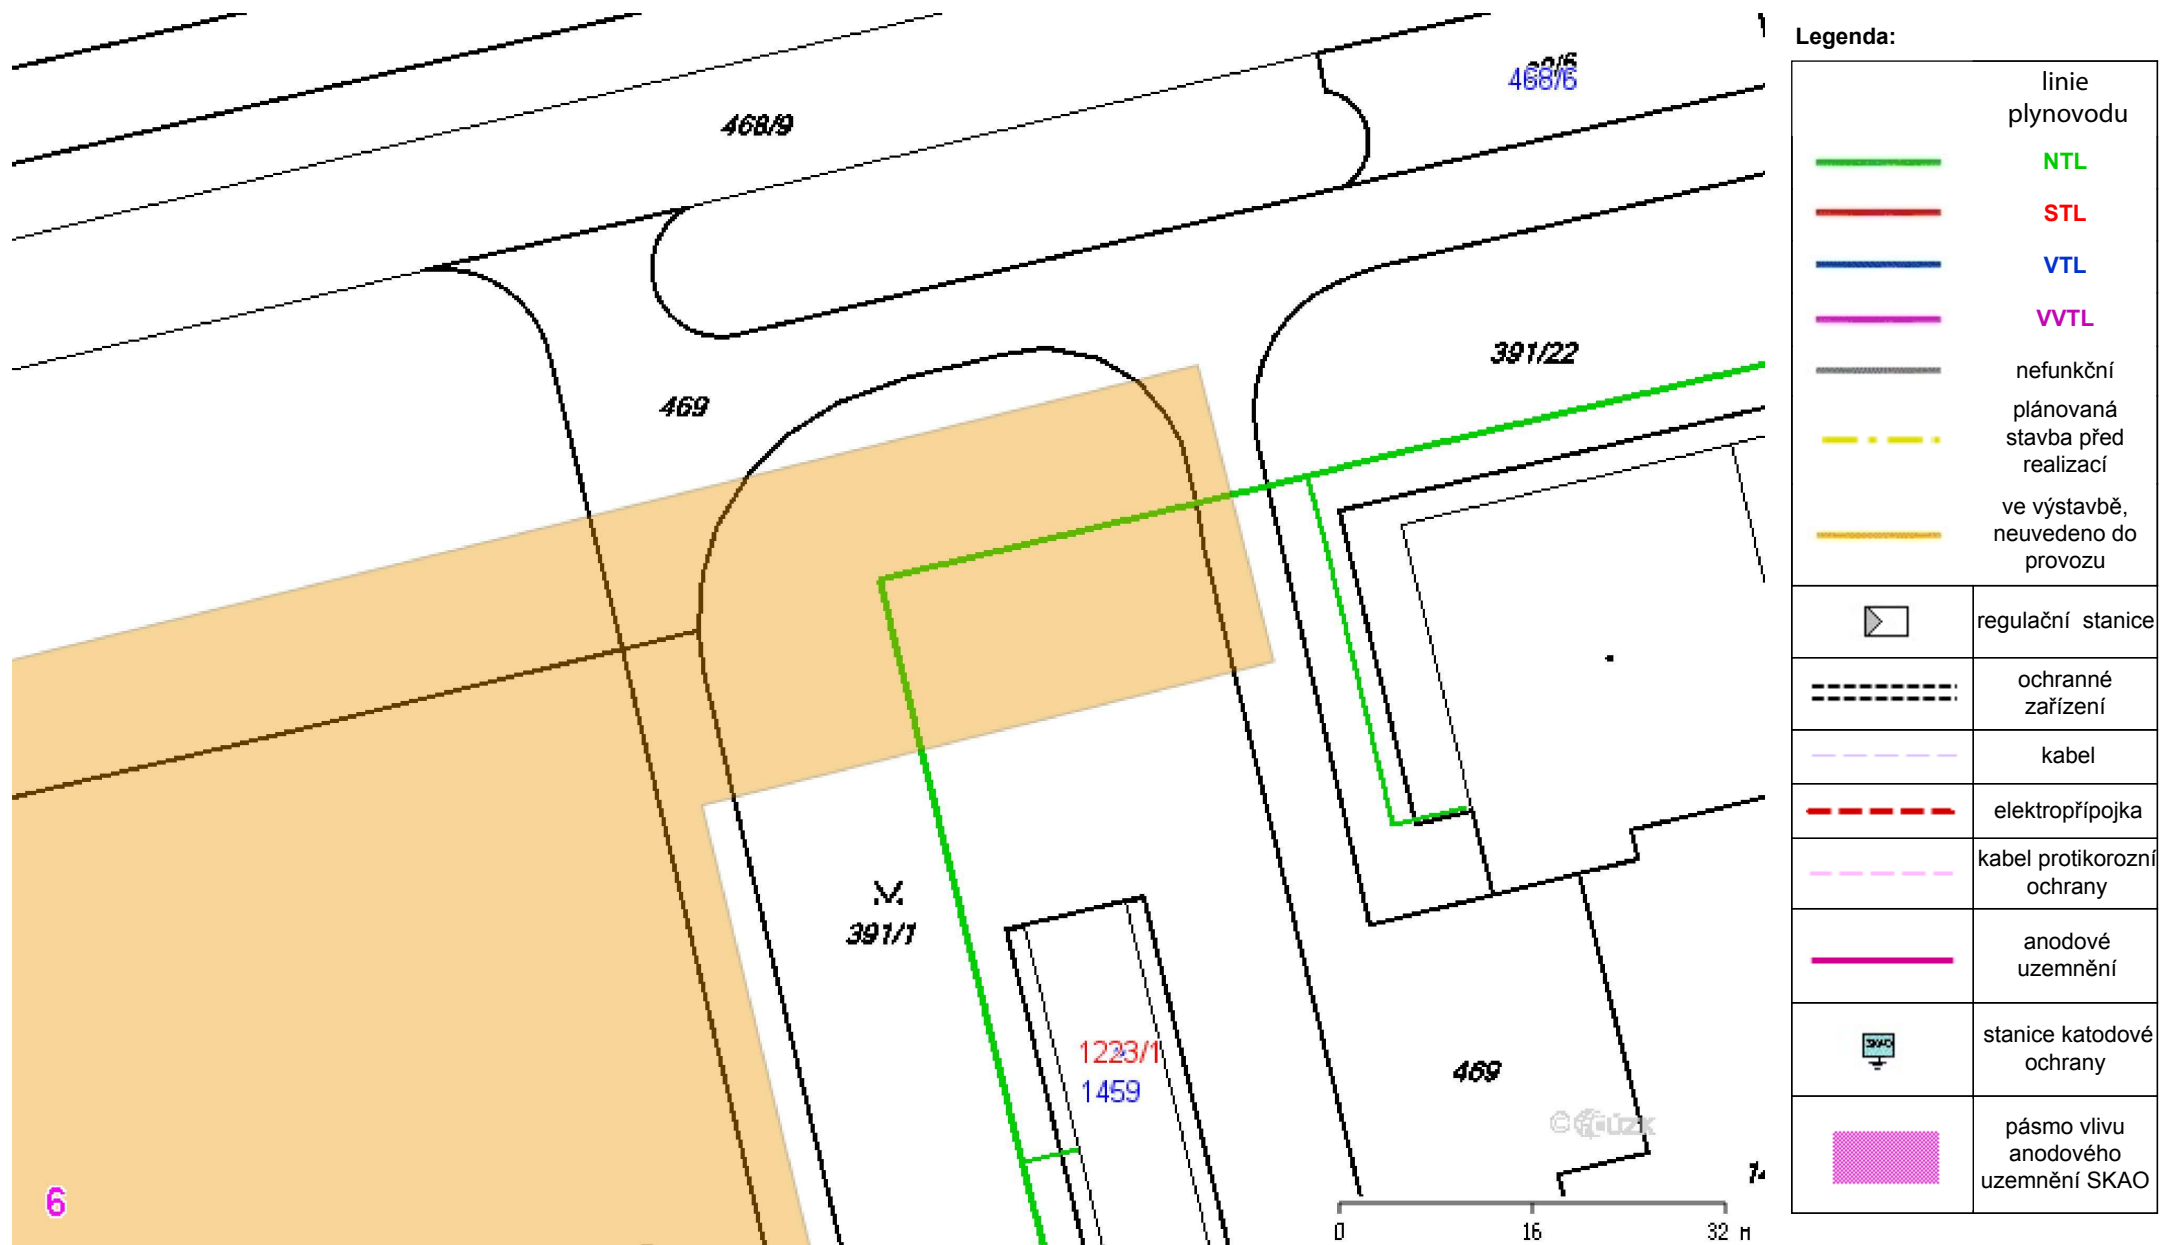 468/6
468/9
391/22
469
391/1
1223/1
1459
469
6
0 16 32 м
Legenda:
linie
plynovodu
NTL
STL
VTL
VVTL
nefunkční
plánovaná
stavba před
realizací
ve výstavbě,
neuvedeno do
provozu
regulační stanice
ochranné
zařízení
kabel
elektropřípojka
kabel protikorozní
ochrany
anodové
uzemnění
SKAO
stanice katodové
ochrany
pásmo vlivu
anodového
uzemnění SKAO